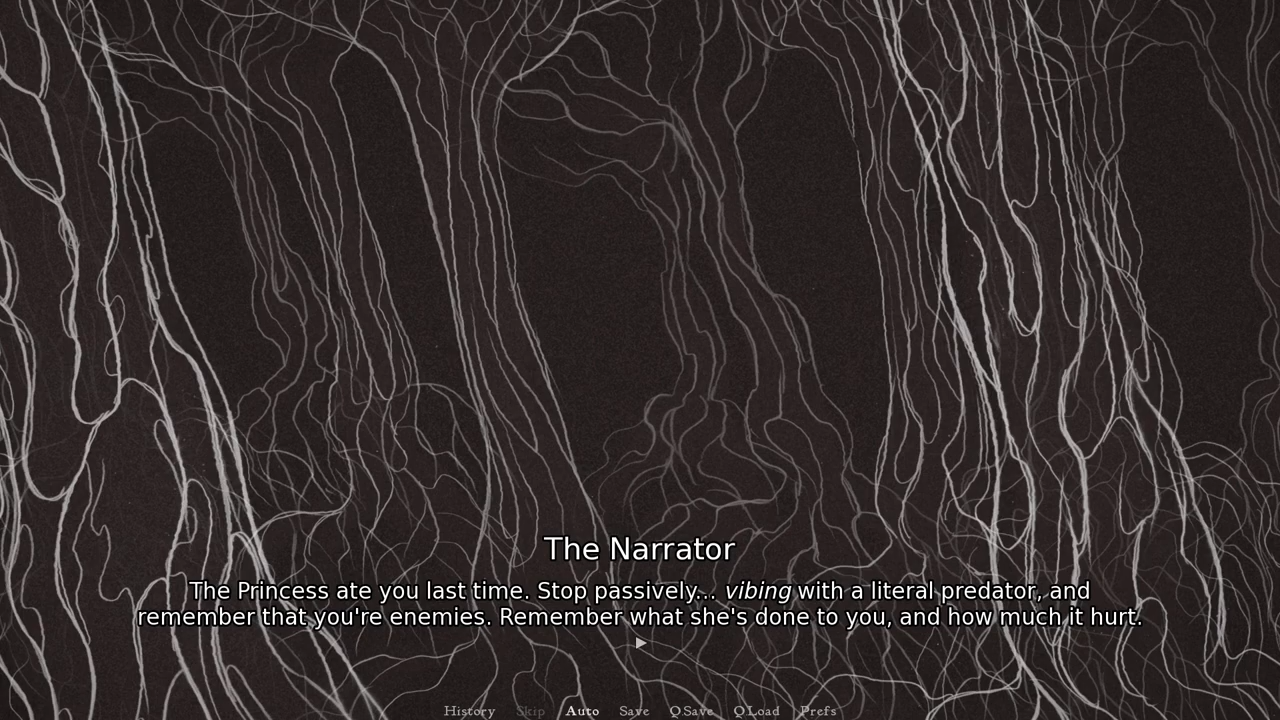 The Narrator
The Princess ate you last time. Stop passively... vibing with a literal predator, and
remember that you're enemies. Remember what she's done to you, and how much it hurt.
History Skip Auto Save Q.Save Q.Load Prefs